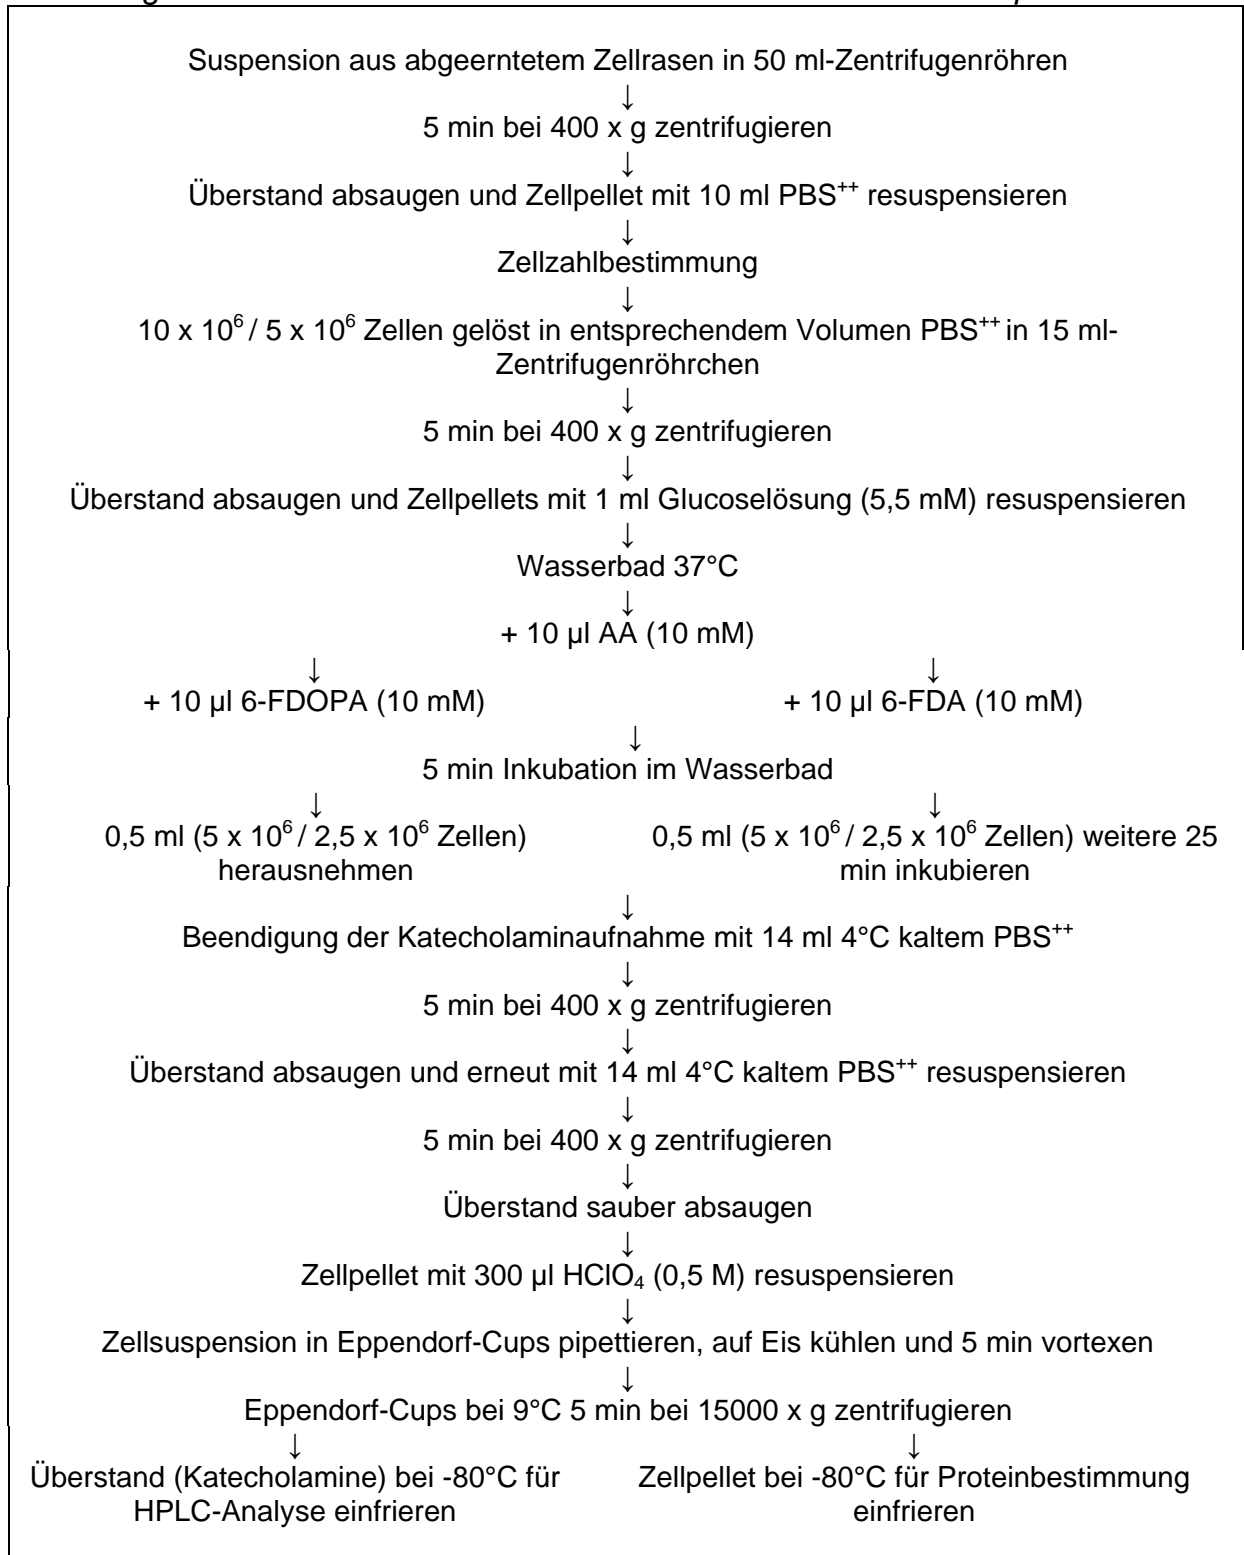 Suspension aus abgeerntetem Zellrasen in 50 ml-Zentrifugenröhren
↓
5 min bei 400 x g zentrifugieren
↓
Überstand absaugen und Zellpellet mit 10 ml PBS⁺⁺ resuspensieren
↓
Zellzahlbestimmung
↓
10 x 10⁶ / 5 x 10⁶ Zellen gelöst in entsprechendem Volumen PBS⁺⁺ in 15 ml-
Zentrifugenröhrchen
↓
5 min bei 400 x g zentrifugieren
↓
Überstand absaugen und Zellpellets mit 1 ml Glucoselösung (5,5 mM) resuspensieren
↓
Wasserbad 37°C
↓
+ 10 µl AA (10 mM)
↓ ↓
+ 10 µl 6-FDOPA (10 mM) + 10 µl 6-FDA (10 mM)
↓
5 min Inkubation im Wasserbad
↓ ↓
0,5 ml (5 x 10⁶ / 2,5 x 10⁶ Zellen) 0,5 ml (5 x 10⁶ / 2,5 x 10⁶ Zellen) weitere 25
herausnehmen min inkubieren
↓
Beendigung der Katecholaminaufnahme mit 14 ml 4°C kaltem PBS⁺⁺
↓
5 min bei 400 x g zentrifugieren
↓
Überstand absaugen und erneut mit 14 ml 4°C kaltem PBS⁺⁺ resuspensieren
↓
5 min bei 400 x g zentrifugieren
↓
Überstand sauber absaugen
↓
Zellpellet mit 300 µl HClO₄ (0,5 M) resuspensieren
↓
Zellsuspension in Eppendorf-Cups pipettieren, auf Eis kühlen und 5 min vortexen
↓
Eppendorf-Cups bei 9°C 5 min bei 15000 x g zentrifugieren
↓ ↓
Überstand (Katecholamine) bei -80°C für Zellpellet bei -80°C für Proteinbestimmung
HPLC-Analyse einfrieren einfrieren